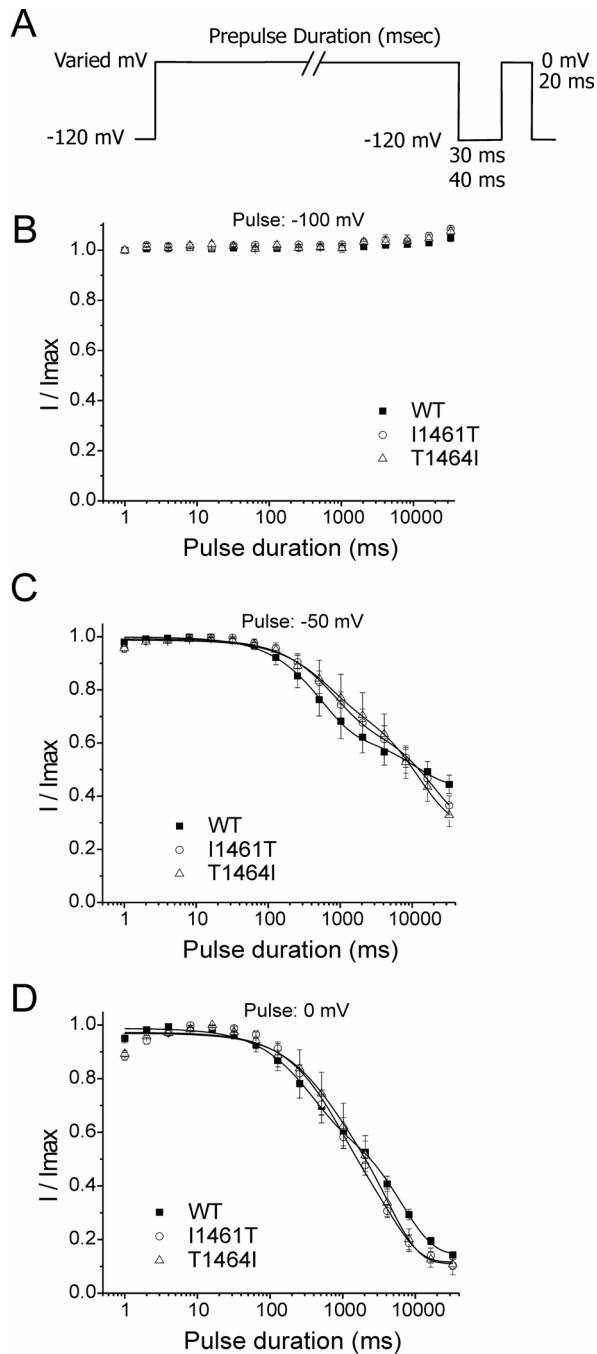 A
Prepulse Duration (msec)
Varied mV
0 mV
20 ms
-120 mV
-120 mV
30 ms
40 ms
B
Pulse: -100 mV
1.0
0.8
0.6
0.4
0.2
0.0
I / Imax
WT
I1461T
T1464I
1 10 100 1000 10000
Pulse duration (ms)
C
Pulse: -50 mV
1.0
0.8
0.6
0.4
0.2
0.0
I / Imax
WT
I1461T
T1464I
1 10 100 1000 10000
Pulse duration (ms)
D
Pulse: 0 mV
1.0
0.8
0.6
0.4
0.2
0.0
I / Imax
WT
I1461T
T1464I
1 10 100 1000 10000
Pulse duration (ms)